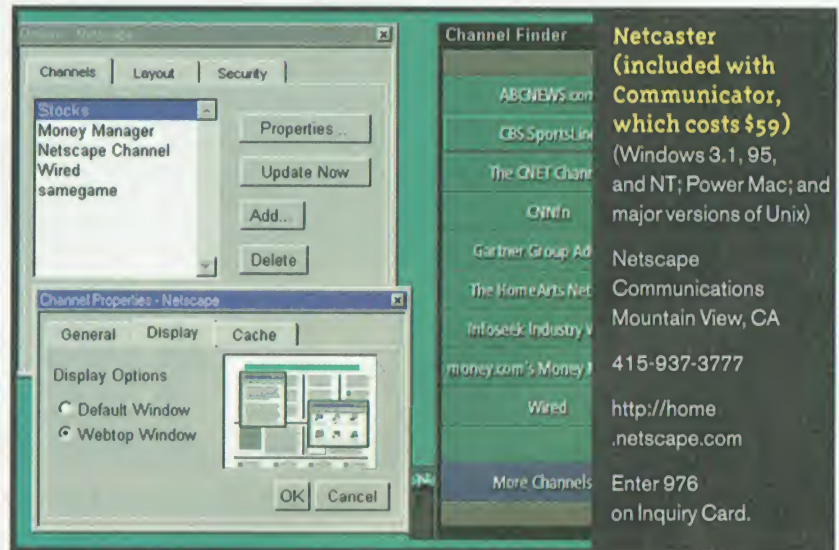 Netscape
Channels
Layout
Security
Stocks
Money Manager
Netscape Channel
Wired
samegame
Properties...
Update Now
Add...
Delete
Channel Properties - Netscape
General
Display
Cache
Display Options
Default Window
Webtop Window
OK
Cancel
Channel Finder
ABCNEWS.com
CBS SportsLine
The CNET Chann
CNNfn
Gartner Group Ad
The HomeArts Net
Infoseek Industry
money.com's Money
Wired
More Channels
Netcaster
(included with
Communicator,
which costs $59)
(Windows 3.1, 95,
and NT; Power Mac; and
major versions of Unix)
Netscape
Communications
Mountain View, CA
415-937-3777
http://home
.netscape.com
Enter 976
on Inquiry Card.